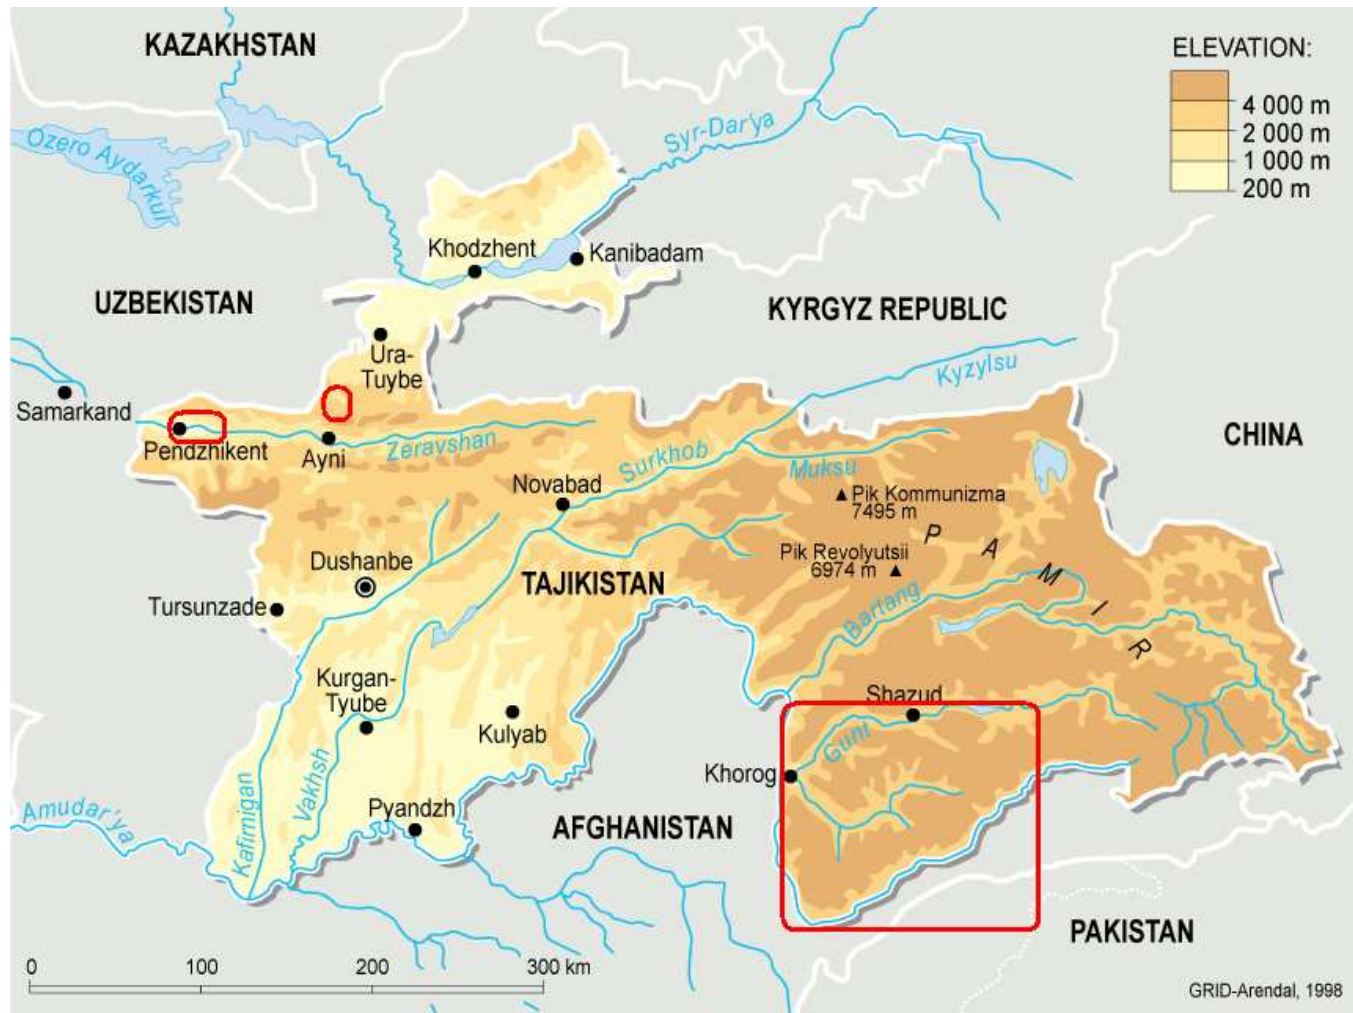 KAZAKHSTAN
ELEVATION:
4 000 m
2 000 m
1 000 m
200 m
Ozero Aydarkul
Syr-Dar'ya
Khodzhent
Kanibadam
UZBEKISTAN
KYRGYZ REPUBLIC
Ura-
Tuybe
Kyzylsu
Samarkand
Pendzhikent
Ayni
Zeravshan
CHINA
Surkhob
Muksu
Novabad
Pik Kommunizma
7495 m
Pik Revolyutsii
6974 m
PAMIR
Dushanbe
TAJIKISTAN
Tursunzade
Bartang
Kurgan-
Tyube
Shazud
Kulyab
Gunt
Khorog
Kafirnigan
Vakhsh
Pyandzh
Amudar'ya
AFGHANISTAN
PAKISTAN
0 100 200 300 km
GRID-Arendal, 1998